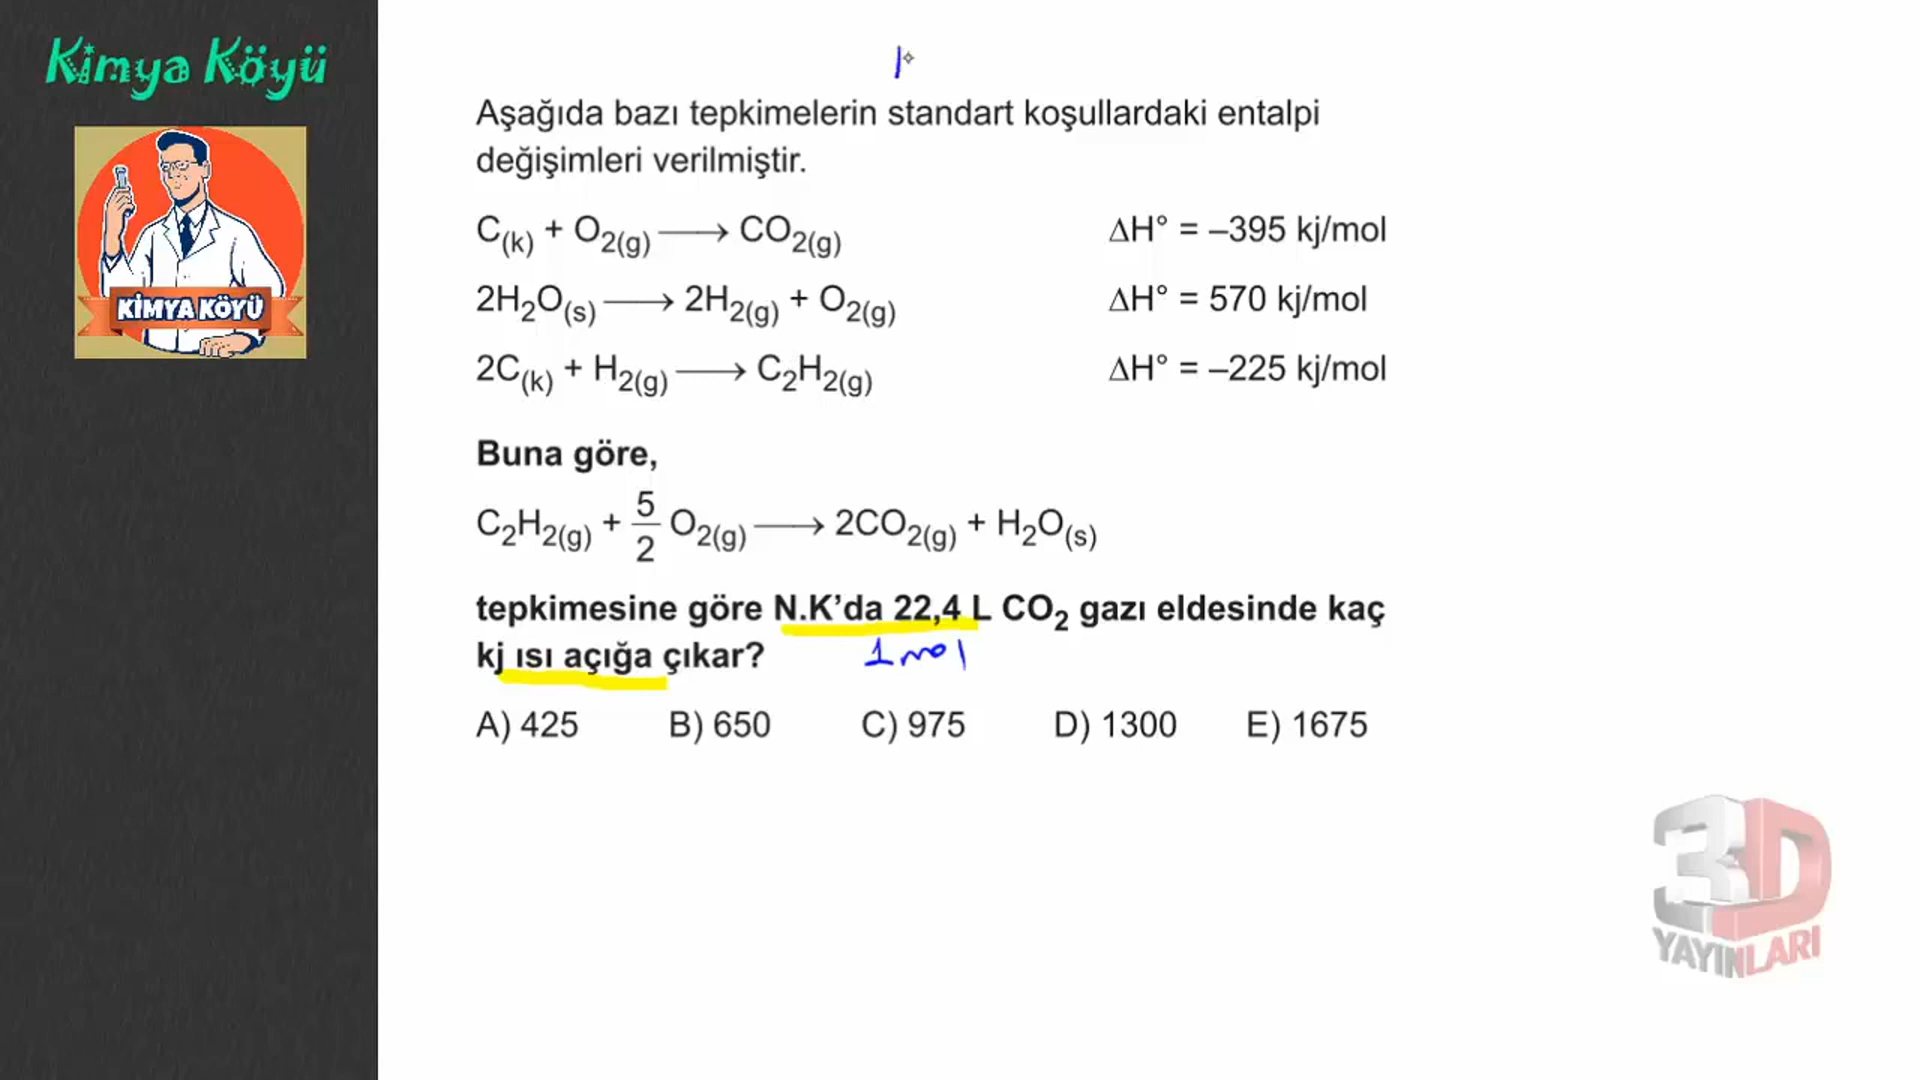 Kimya Köyü
KİMYA KÖYÜ
Aşağıda bazı tepkimelerin standart koşullardaki entalpi
değişimleri verilmiştir.
C(k) + O2(g) ⟶ CO2(g) ΔH° = –395 kj/mol
2H2O(s) ⟶ 2H2(g) + O2(g) ΔH° = 570 kj/mol
2C(k) + H2(g) ⟶ C2H2(g) ΔH° = –225 kj/mol
Buna göre,
C2H2(g) + 5/2 O2(g) ⟶ 2CO2(g) + H2O(s)
tepkimesine göre N.K’da 22,4 L CO2 gazı eldesinde kaç
kj ısı açığa çıkar? 1 mol
A) 425 B) 650 C) 975 D) 1300 E) 1675
3D
YAYINLARI